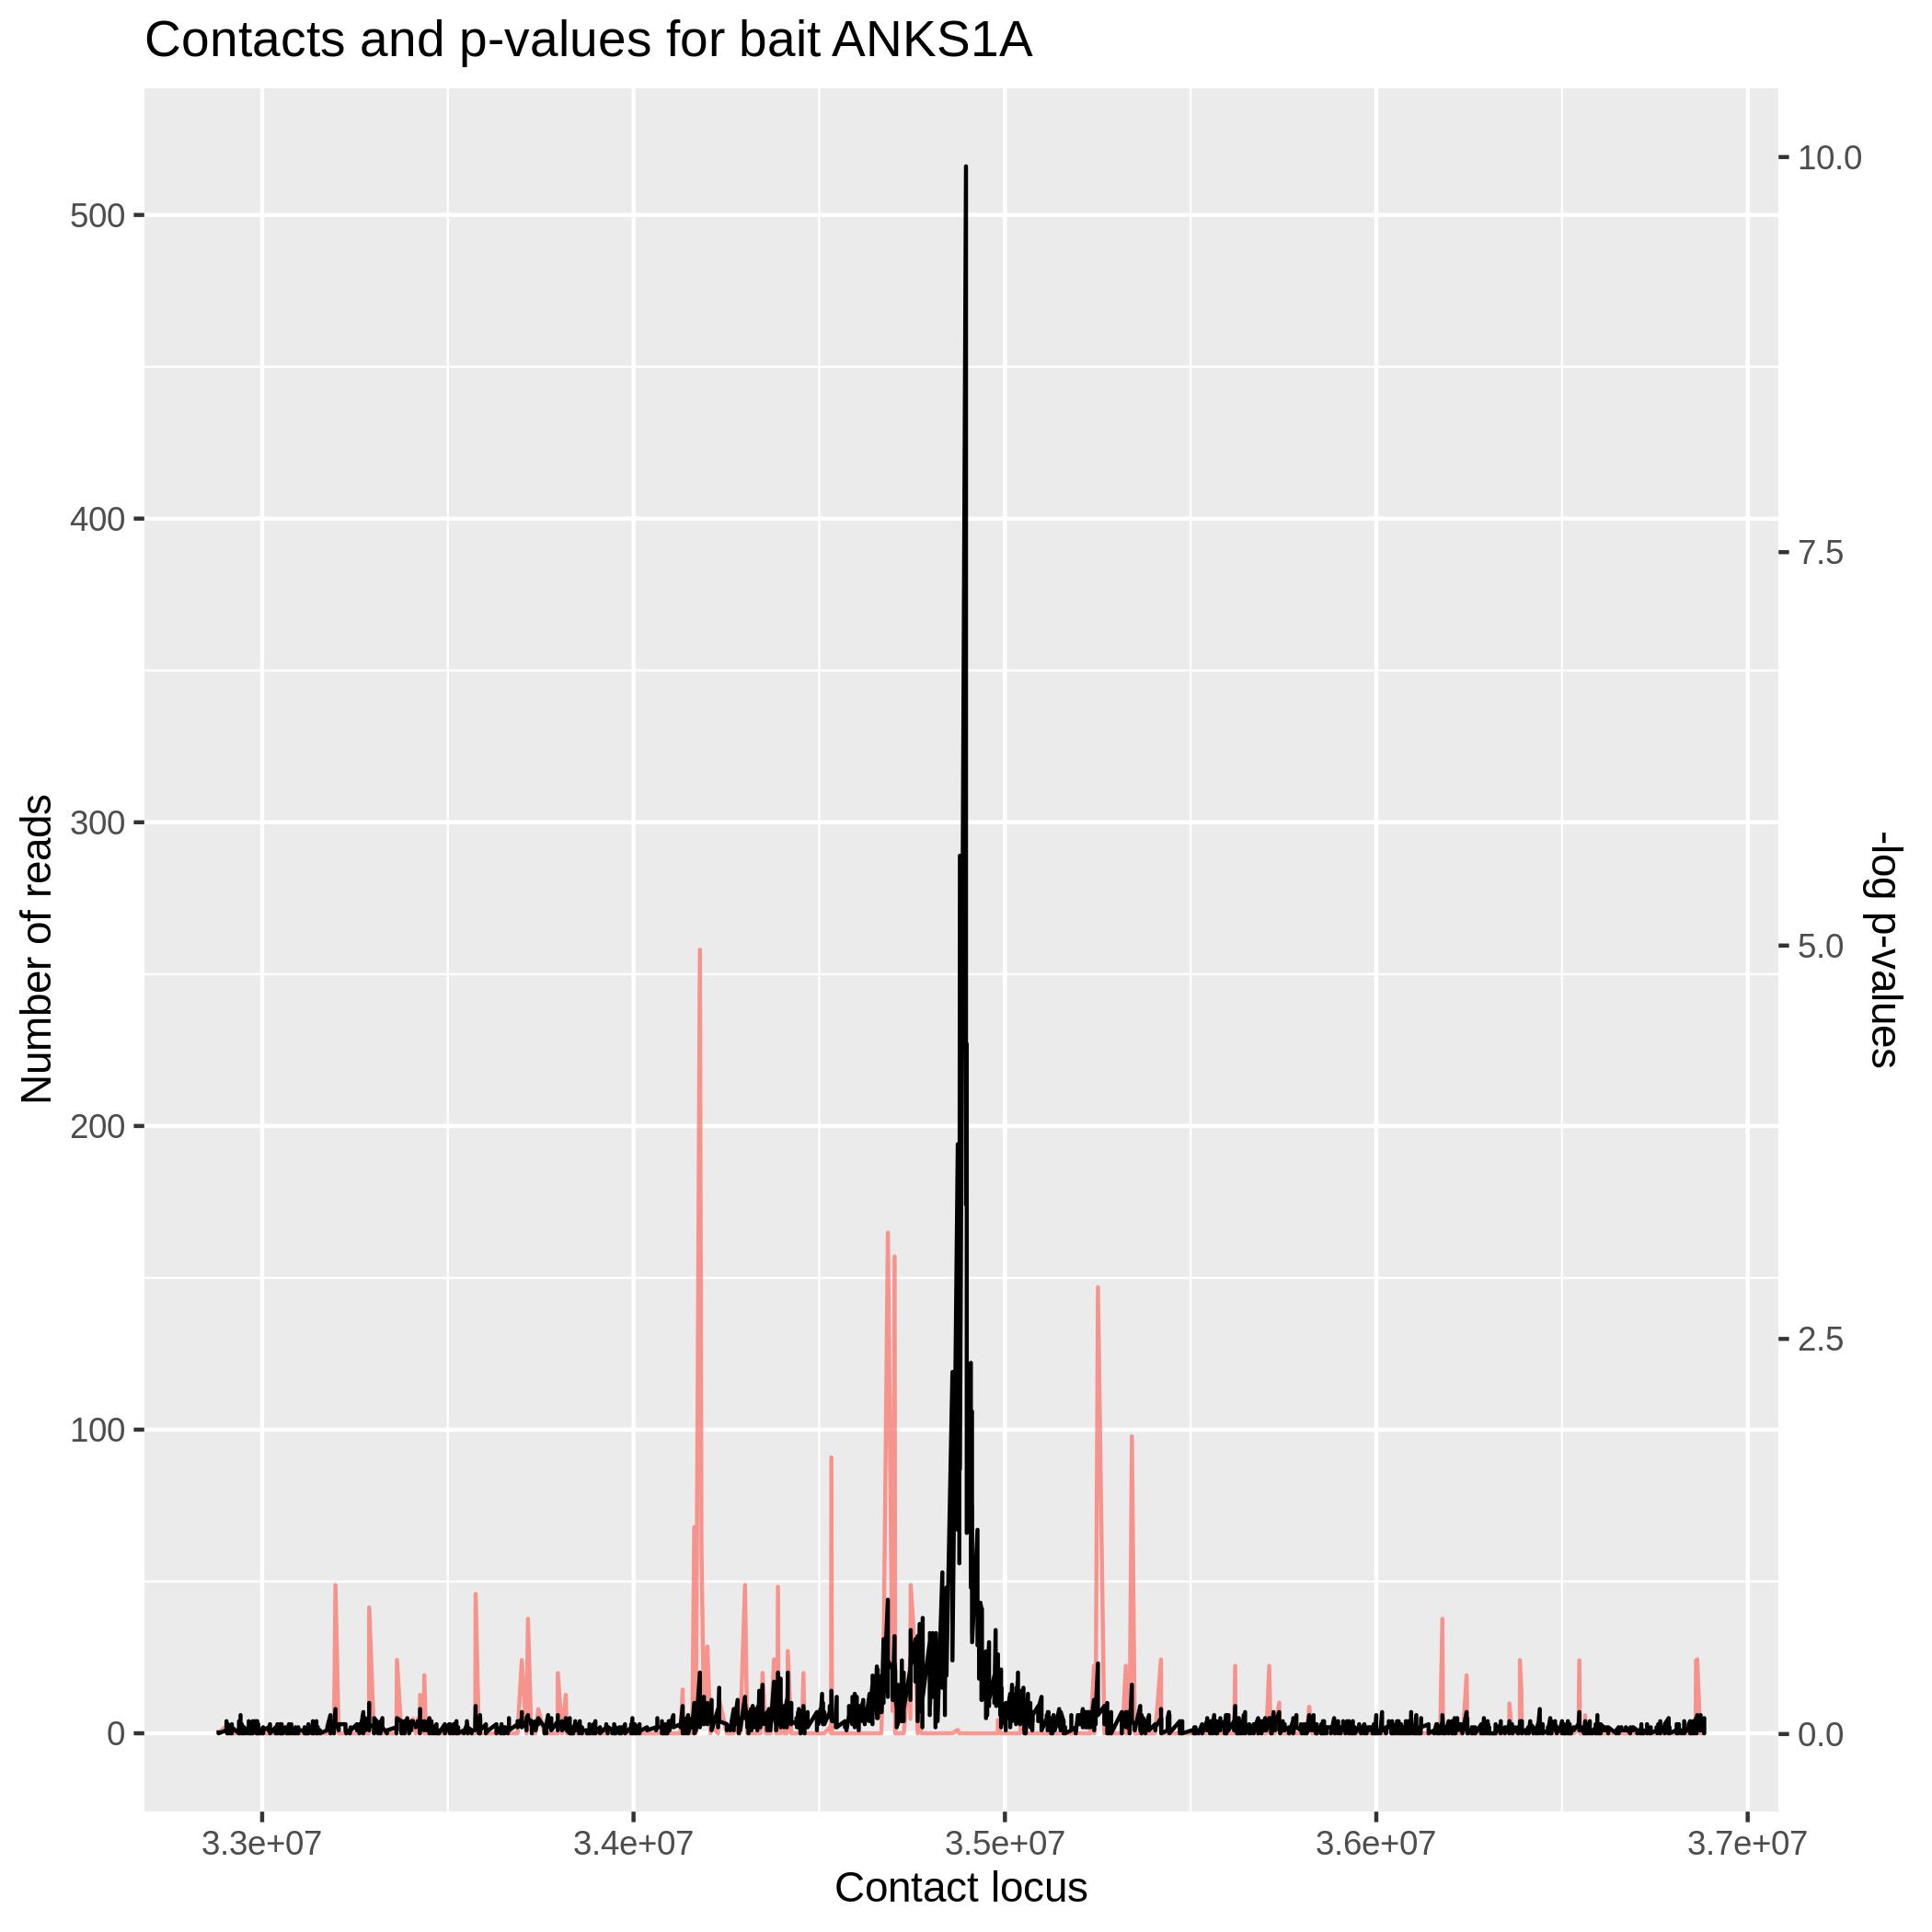 Contacts and p-values for bait ANKS1A
500
400
300
200
100
0
Number of reads
10.0
7.5
5.0
2.5
0.0
-log p-values
3.3e+07
3.4e+07
3.5e+07
3.6e+07
3.7e+07
Contact locus